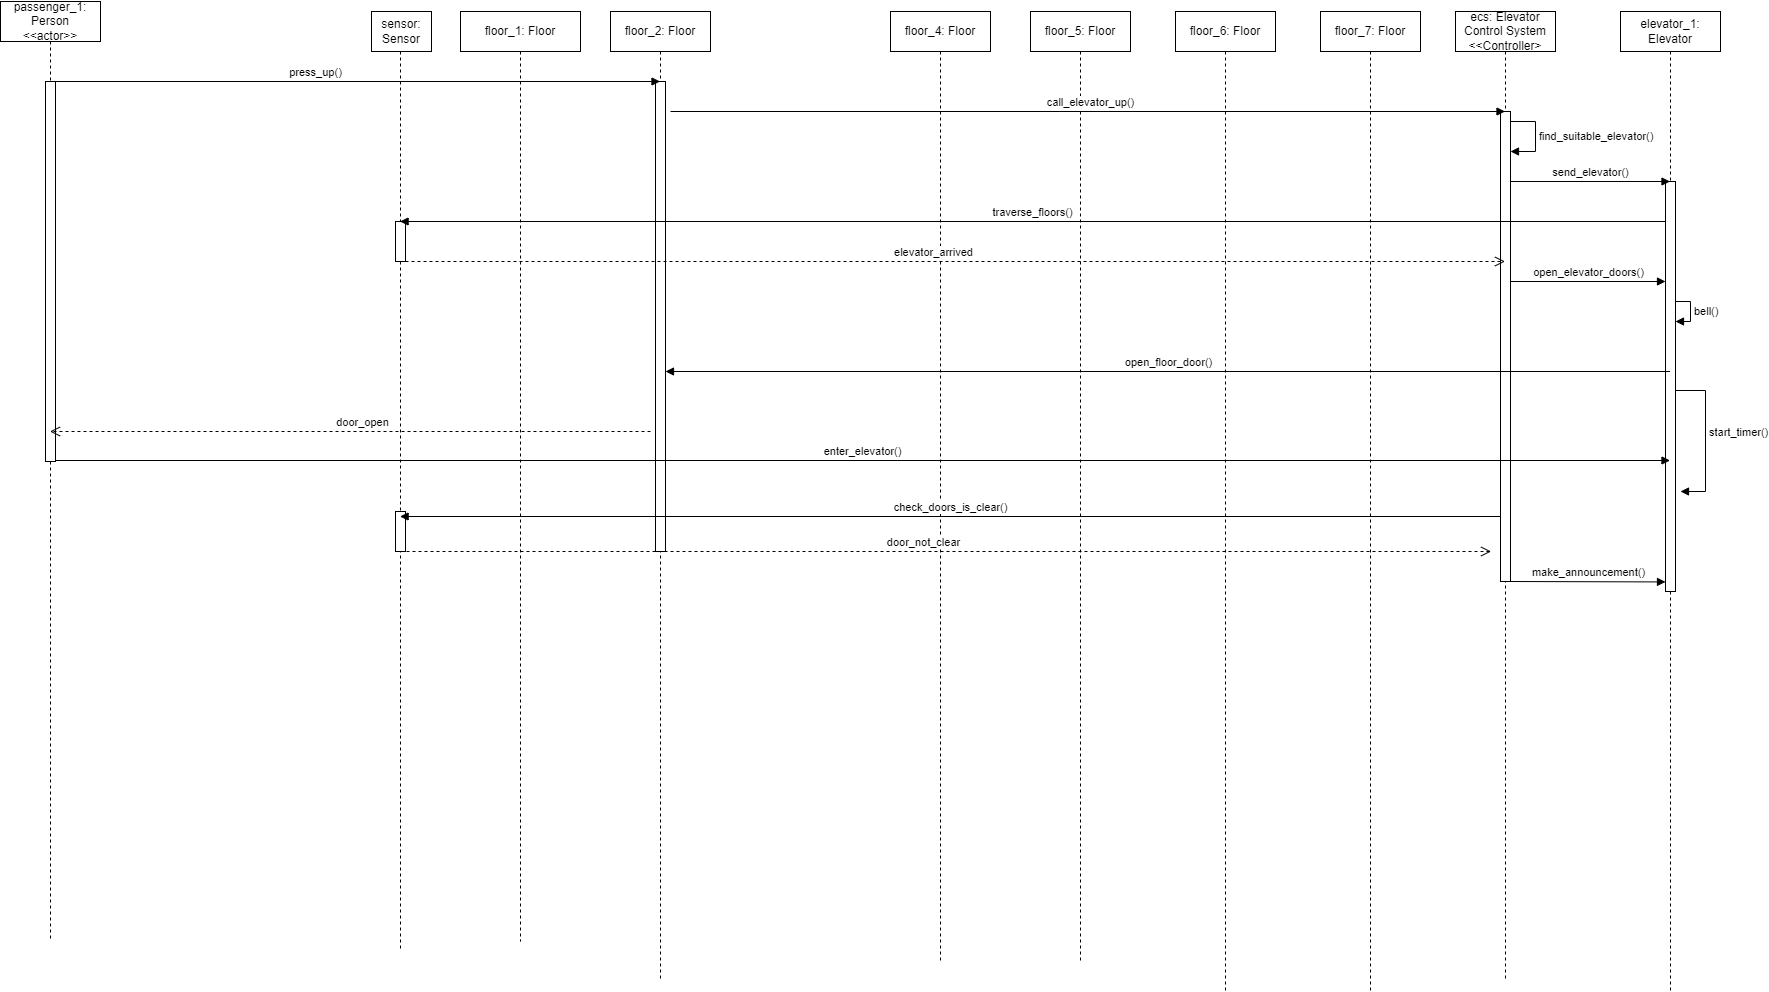 passenger_1:
Person
<<actor>>
sensor:
Sensor
floor_1: Floor
floor_2: Floor
floor_4: Floor
floor_5: Floor
floor_6: Floor
floor_7: Floor
ecs: Elevator
Control System
<<Controller>
elevator_1:
Elevator
press_up()
call_elevator_up()
find_suitable_elevator()
send_elevator()
traverse_floors()
elevator_arrived
open_elevator_doors()
bell()
open_floor_door()
door_open
start_timer()
enter_elevator()
check_doors_is_clear()
door_not_clear
make_announcement()